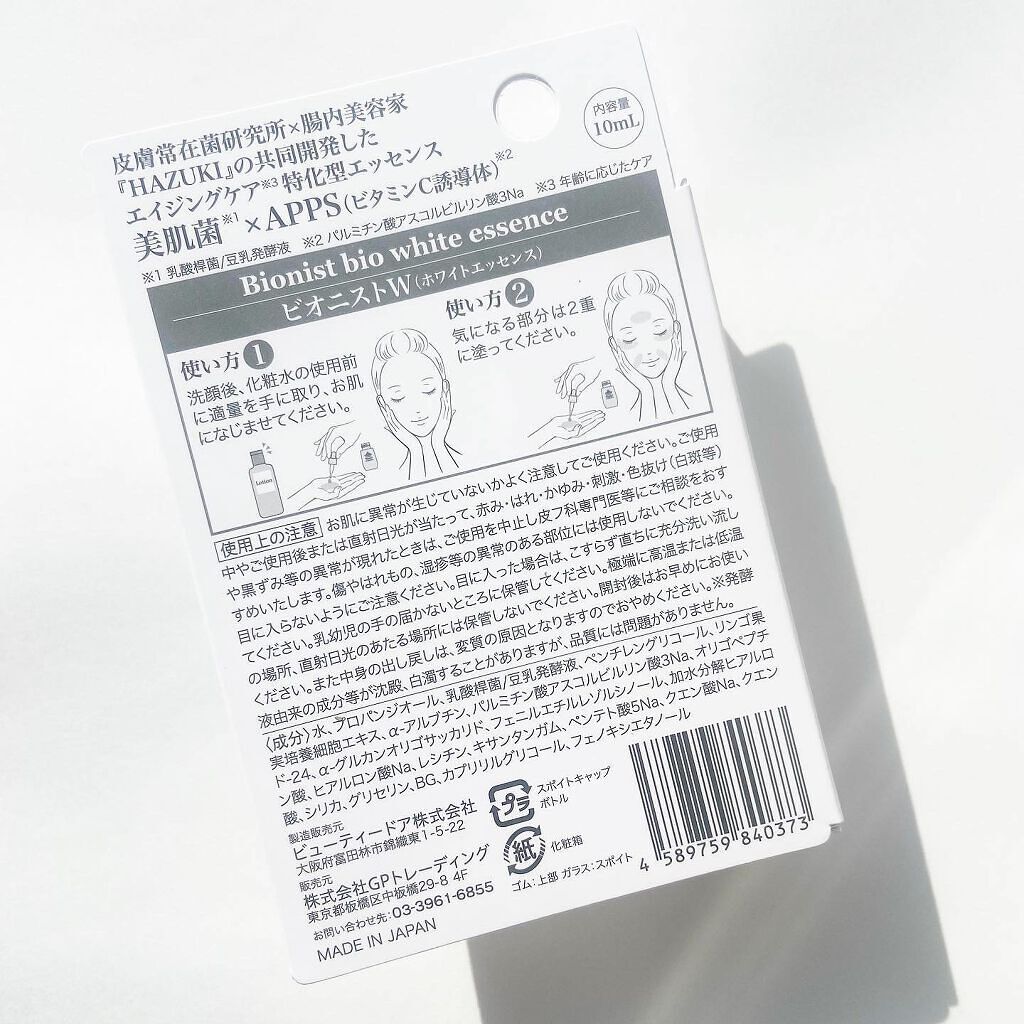 皮膚常在菌研究所×腸内美容家
『HAZUKI』の共同開発した
エイジングケア※3 特化型エッセンス
美肌菌※1 ×APPS(ビタミンC誘導体)※2
※1 乳酸桿菌/豆乳発酵液 ※2 パルミチン酸アスコルビルリン酸3Na ※3 年齢に応じたケア
内容量
10mL
Bionist bio white essence
ビオニストW(ホワイトエッセンス)
使い方❶
洗顔後、化粧水の使用前
に適量を手に取り、お肌
になじませてください。
Lotion
使い方❷
気になる部分は2重
に塗ってください。
使用上の注意 お肌に異常が生じていないかよく注意してご使用ください。ご使用
中やご使用後または直射日光が当たって、赤み・はれ・かゆみ・刺激・色抜け(白斑等)
や黒ずみ等の異常が現れたときは、ご使用を中止し皮フ科専門医等にご相談をおす
すめいたします。傷やはれもの、湿疹等の異常のある部位には使用しないでください。
目に入らないようにご注意ください。目に入った場合は、こすらず直ちに充分洗い流し
てください。乳幼児の手の届かないところに保管してください。極端に高温または低温
の場所、直射日光のあたる場所には保管しないでください。開封後はお早めにお使い
ください。また中身の出し戻しは、変質の原因となりますのでおやめください。※発酵
液由来の成分等が沈殿、白濁することがありますが、品質には問題がありません。
〈成分〉水、プロパンジオール、乳酸桿菌/豆乳発酵液、ペンチレングリコール、リンゴ果
実培養細胞エキス、α-アルブチン、パルミチン酸アスコルビルリン酸3Na、オリゴペプチ
ド-24、α-グルカンオリゴサッカリド、フェニルエチルレゾルシノール、加水分解ヒアルロ
ン酸、ヒアルロン酸Na、レシチン、キサンタンガム、ペンテト酸5Na、クエン酸Na、クエン
酸、シリカ、グリセリン、BG、カプリリルグリコール、フェノキシエタノール
製造販売元
ビューティードア株式会社
大阪府富田林市錦織東1-5-22
販売元
株式会社GPトレーディング
東京都板橋区中板橋29-8 4F
お問い合わせ先:03-3961-6855
MADE IN JAPAN
プラ
スポイトキャップ
ボトル
紙
化粧箱
ゴム:上部 ガラス:スポイト
4 589759 840373